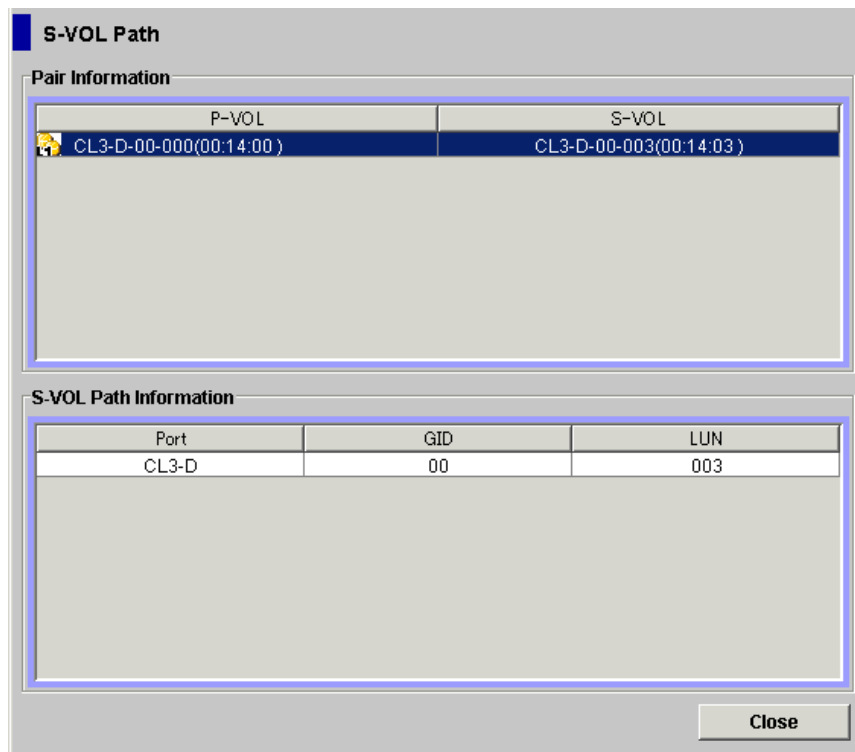 S-VOL Path
Pair Information
P-VOL S-VOL
L1 CL3-D-00-000(00:14:00 ) CL3-D-00-003(00:14:03 )
S-VOL Path Information
Port GID LUN
CL3-D 00 003
Close